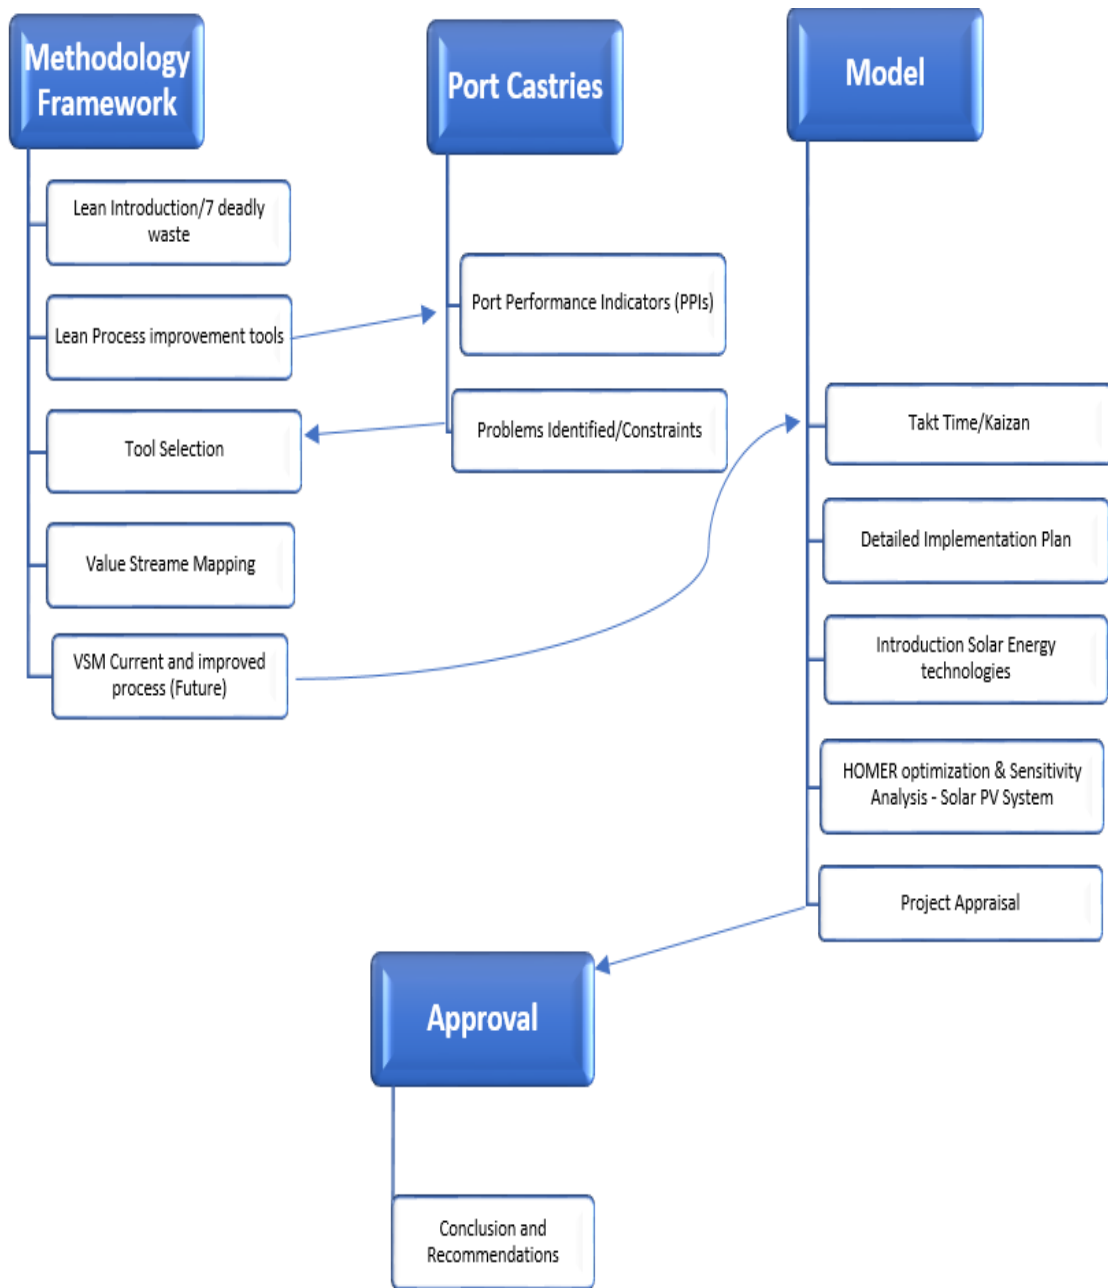 Methodology
Framework
Lean Introduction/7 deadly
waste
Lean Process improvement tools
Tool Selection
Value Streame Mapping
VSM Current and improved
process (Future)
Port Castries
Port Performance Indicators (PPIs)
Problems Identified/Constraints
Model
Takt Time/Kaizan
Detailed Implementation Plan
Introduction Solar Energy
technologies
HOMER optimization & Sensitivity
Analysis - Solar PV System
Project Appraisal
Approval
Conclusion and
Recommendations